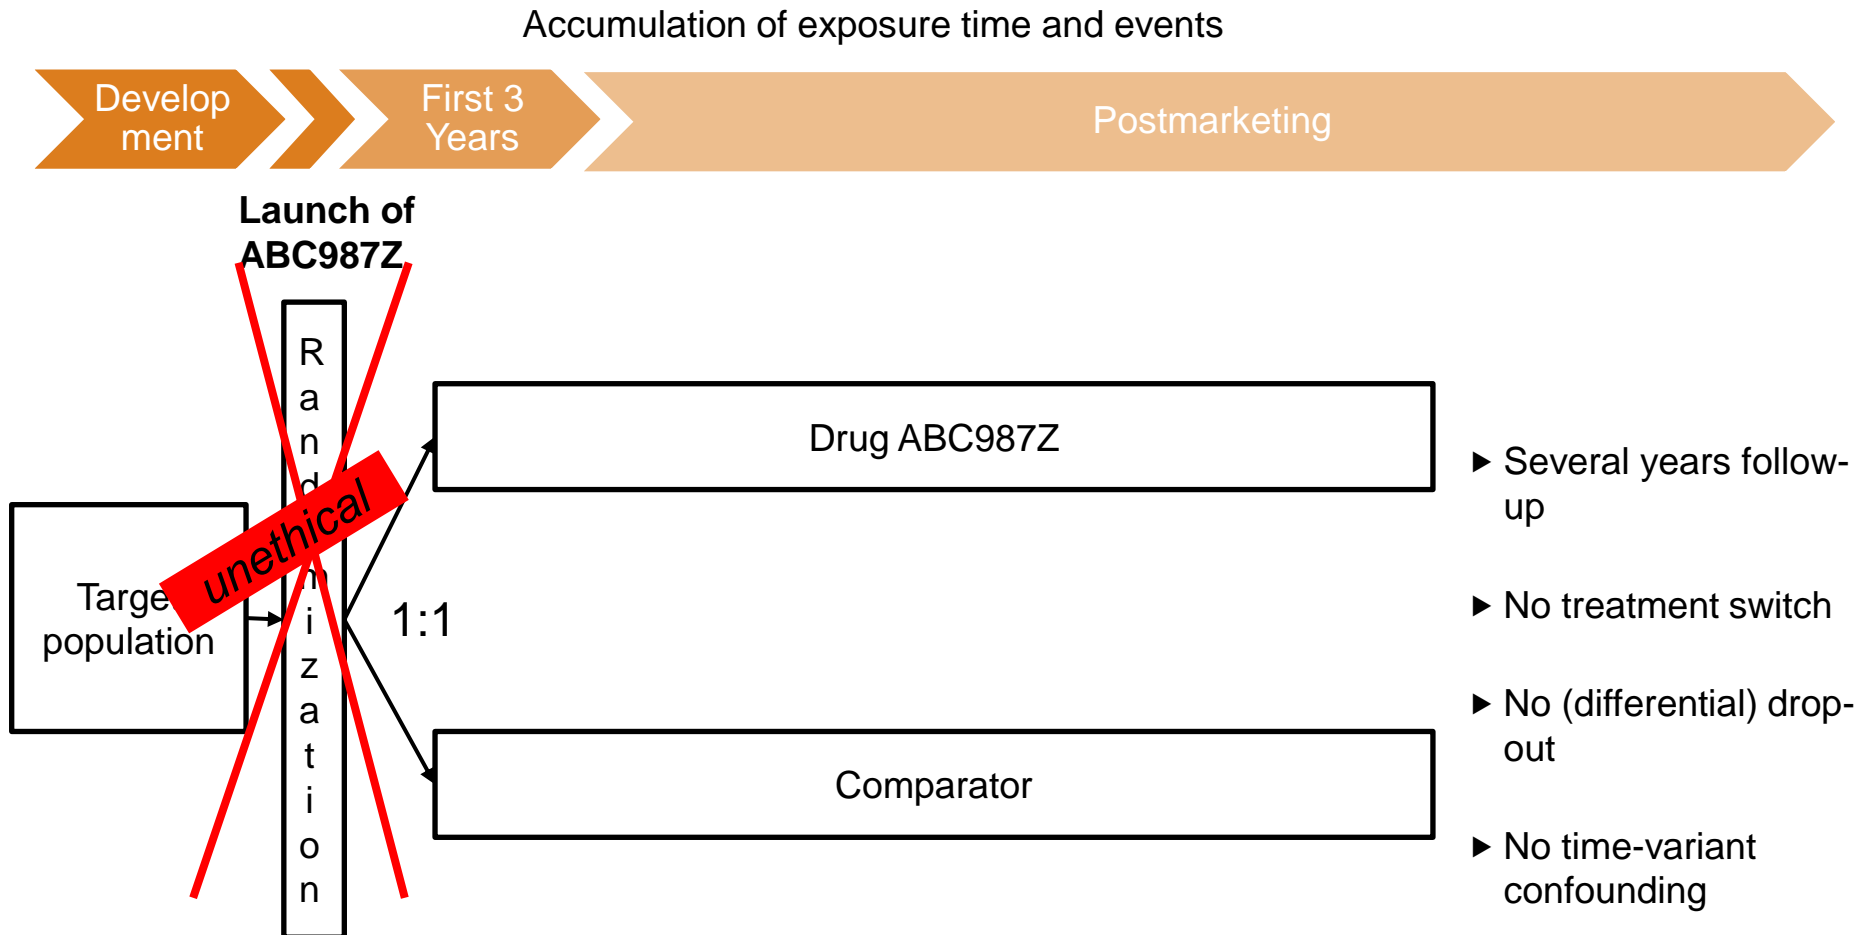 Accumulation of exposure time and events
Develop
ment
First 3
Years
Postmarketing
Launch of
ABC987Z
R
a
n
d
m
i
z
a
t
i
o
n
unethical
Target
population
1:1
Drug ABC987Z
Comparator
▶ Several years follow-
up
▶ No treatment switch
▶ No (differential) drop-
out
▶ No time-variant
confounding